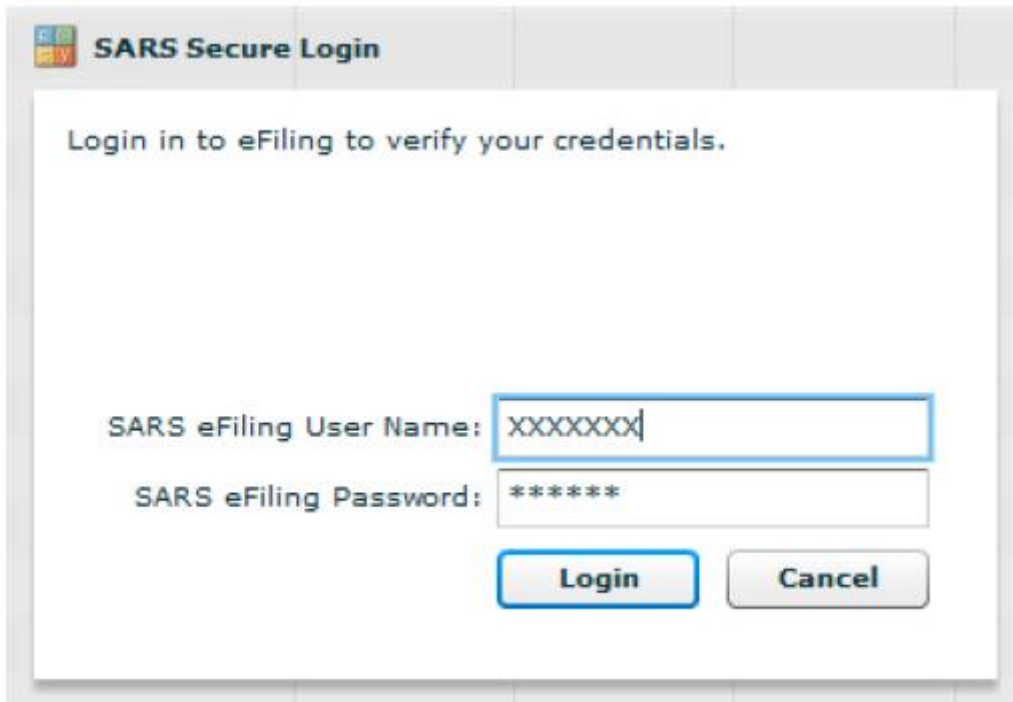 SARS Secure Login
Login in to eFiling to verify your credentials.
SARS eFiling User Name: XXXXXXX
SARS eFiling Password: ******
Login Cancel